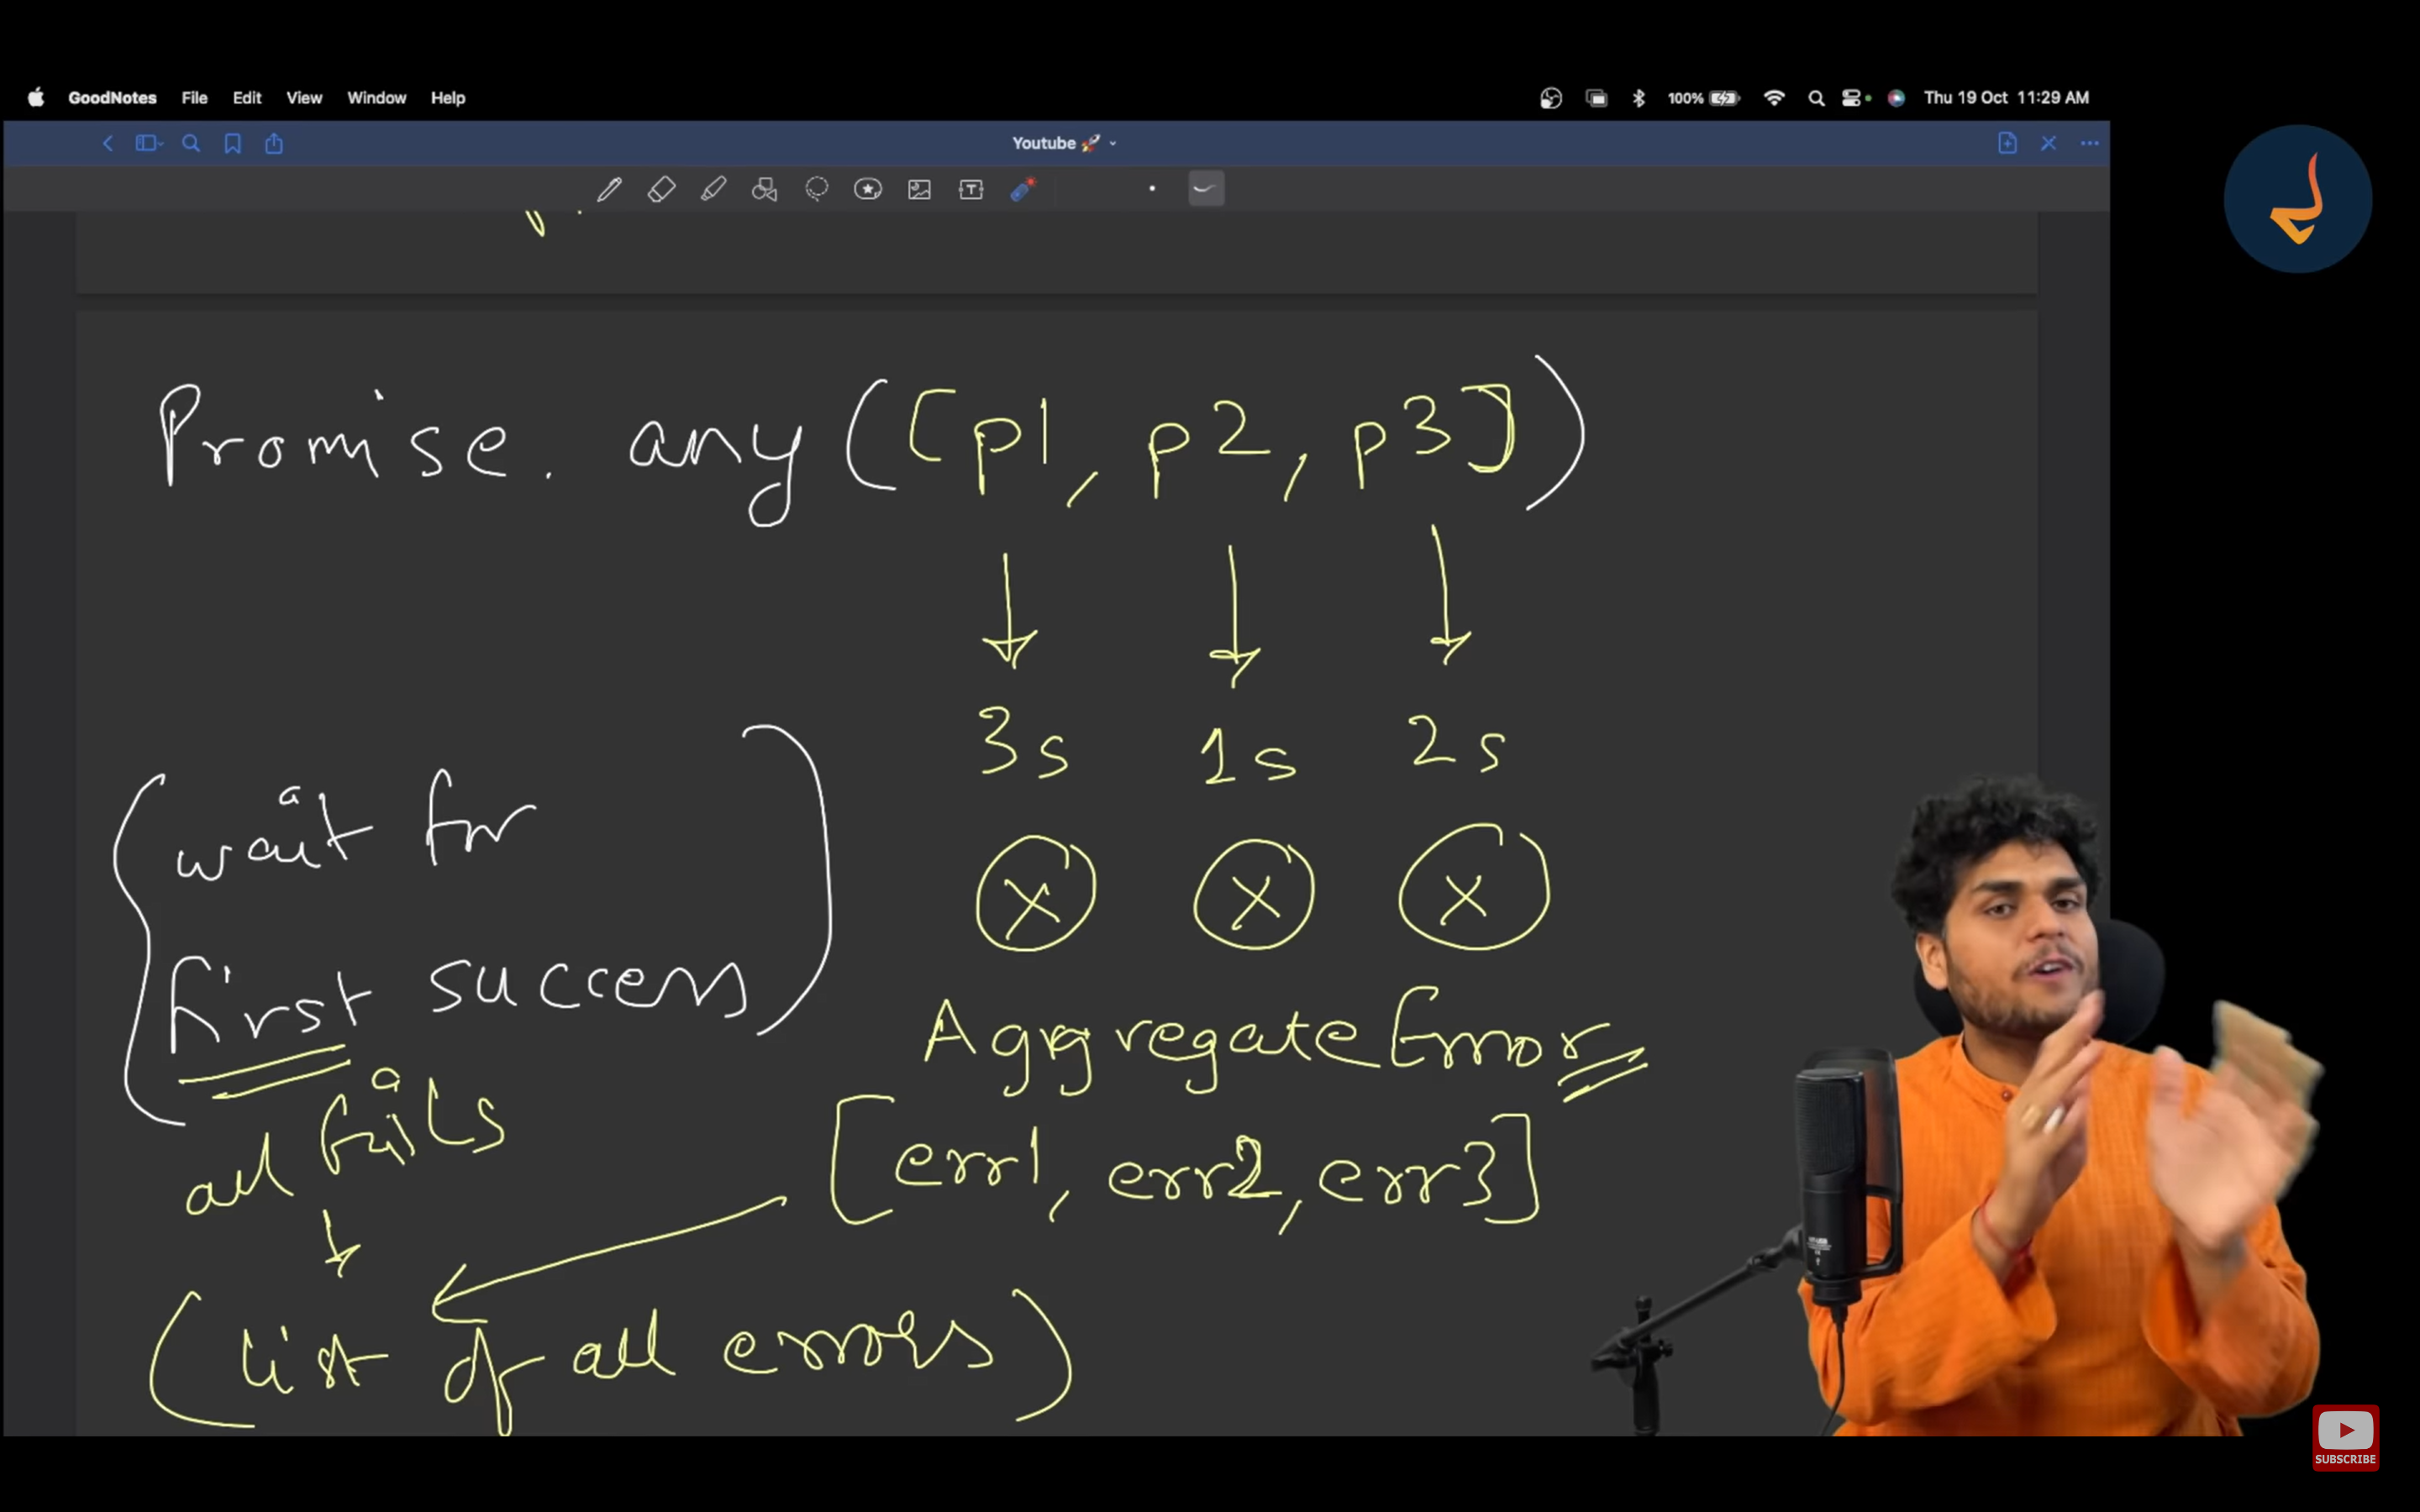 GoodNotes File Edit View Window Help 100% Thu 19 Oct 11:29 AM
Youtube 🚀
Promise. any ([p1, p2, p3])
3s 1s 2s
X X X
wait for
first success
AggregateError
all fails
[err1, err2, err3]
(list of all errors)
SUBSCRIBE